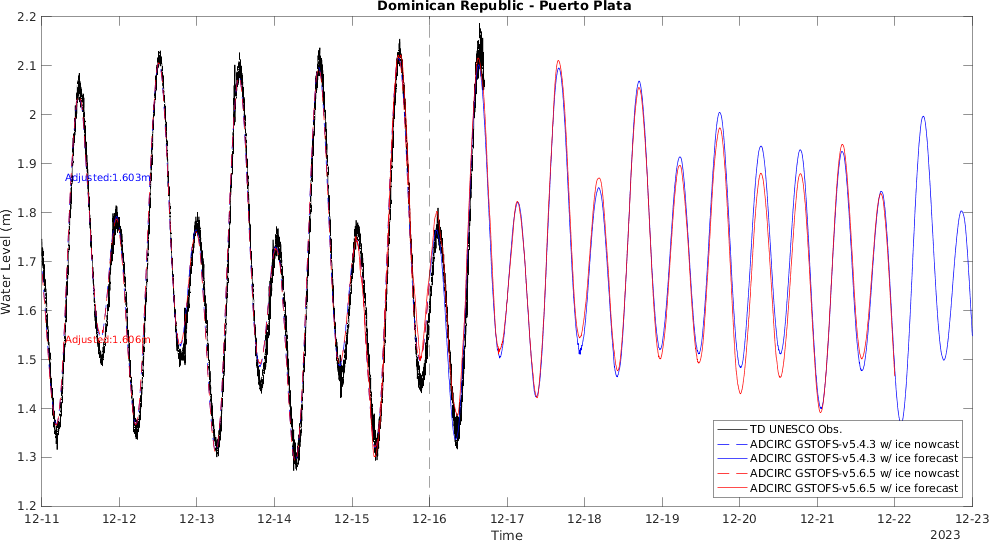 Dominican Republic - Puerto Plata
2.2
2.1
2
1.9
1.8
1.7
1.6
1.5
1.4
1.3
1.2
Water Level (m)
Adjusted:1.603m
Adjusted:1.606m
TD UNESCO Obs.
ADCIRC GSTOFS-v5.4.3 w/ ice nowcast
ADCIRC GSTOFS-v5.4.3 w/ ice forecast
ADCIRC GSTOFS-v5.6.5 w/ ice nowcast
ADCIRC GSTOFS-v5.6.5 w/ ice forecast
12-11 12-12 12-13 12-14 12-15 12-16 12-17 12-18 12-19 12-20 12-21 12-22 12-23
Time
2023